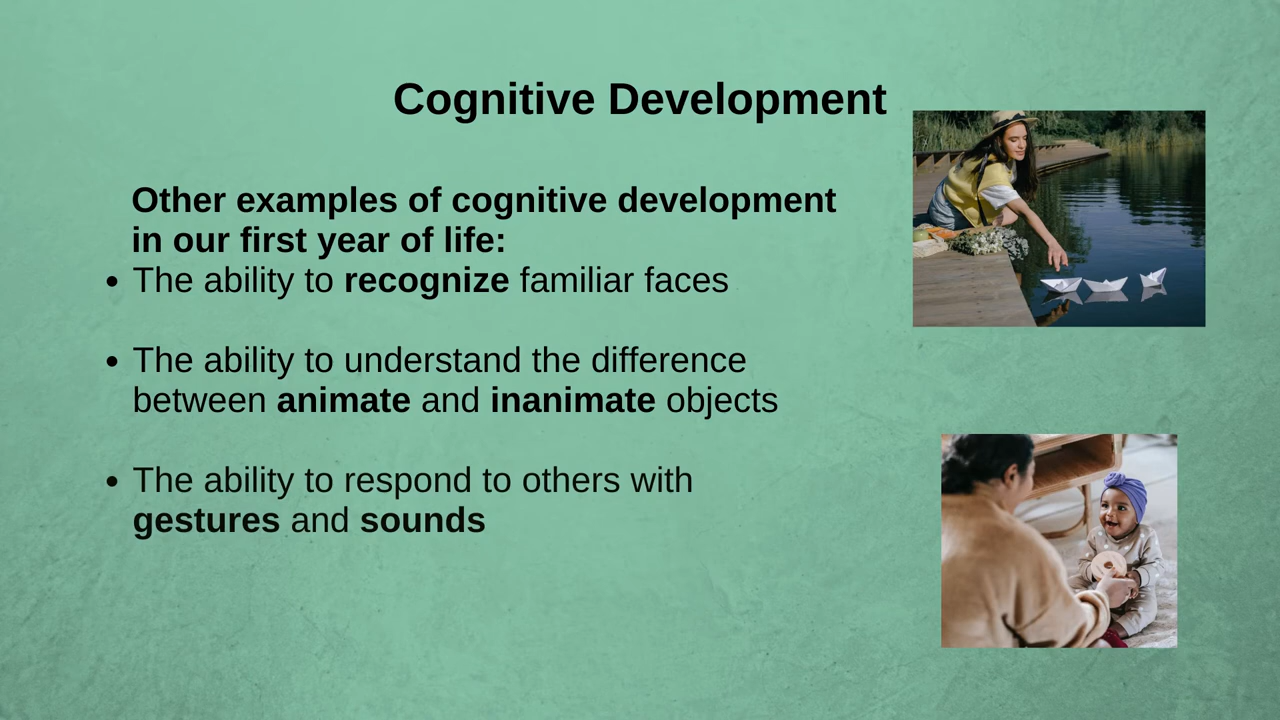 Cognitive Development
Other examples of cognitive development
in our first year of life:
• The ability to recognize familiar faces
• The ability to understand the difference
between animate and inanimate objects
• The ability to respond to others with
gestures and sounds